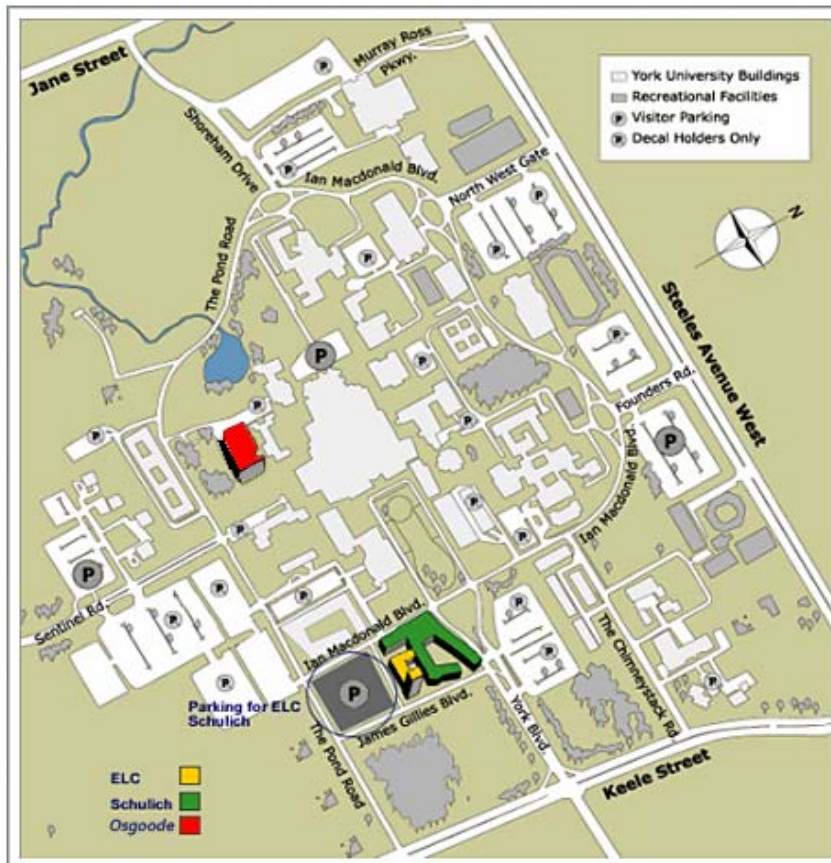 Jane Street
Murray Ross
Pkwy.
York University Buildings
Recreational Facilities
P Visitor Parking
P Decal Holders Only
Shoreham Drive
Ian Macdonald Blvd.
North West Gate
N
The Pond Road
Steeles Avenue West
P
Founders Rd.
P
Ian Macdonald Blvd.
P
Sentinel Rd.
Ian Macdonald Blvd.
The Chimneystack Rd
P
Parking for ELC
Schulich
James Gillies Blvd.
York Blvd.
The Pond Road
Keele Street
ELC
Schulich
Osgoode